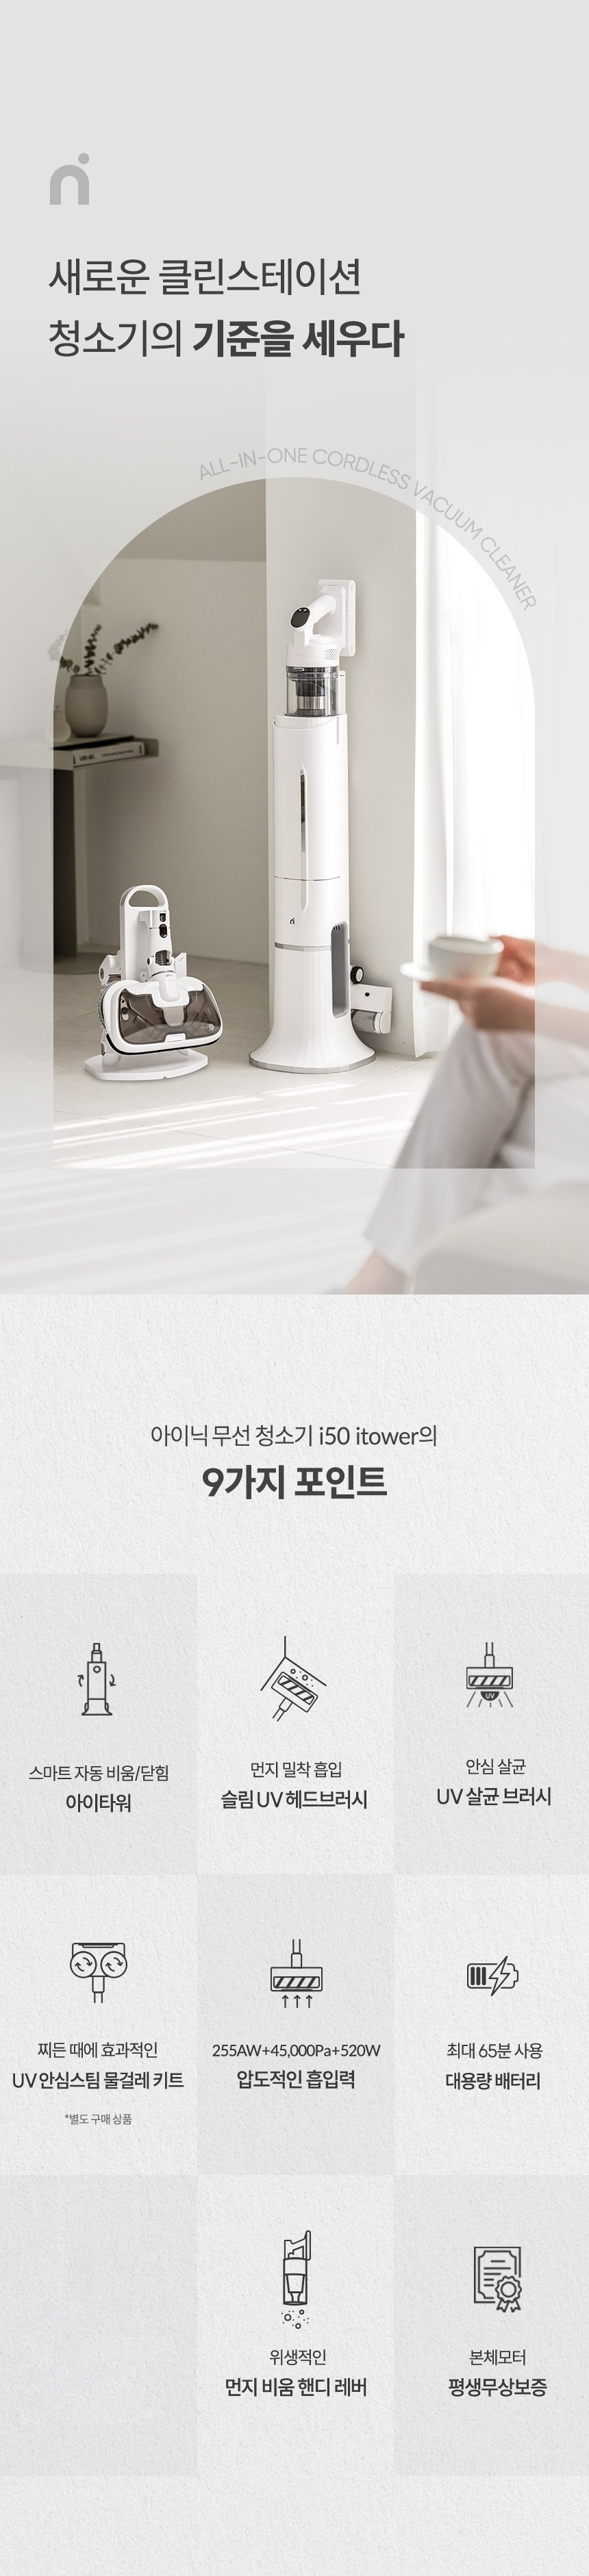 새로운 클린스테이션
청소기의 기준을 세우다
ALL-IN-ONE CORDLESS VACUUM CLEANER
아이닉 무선 청소기 i50 itower의
9가지 포인트
스마트 자동 비움/닫힘
아이타워
먼지 밀착 흡입
슬림 UV 헤드브러시
안심 살균
UV 살균 브러시
UV
찌든 때에 효과적인
UV 안심스팀 물걸레 키트
*별도 구매 상품
255AW+45,000Pa+520W
압도적인 흡입력
최대 65분 사용
대용량 배터리
위생적인
먼지 비움 핸디 레버
본체모터
평생무상보증